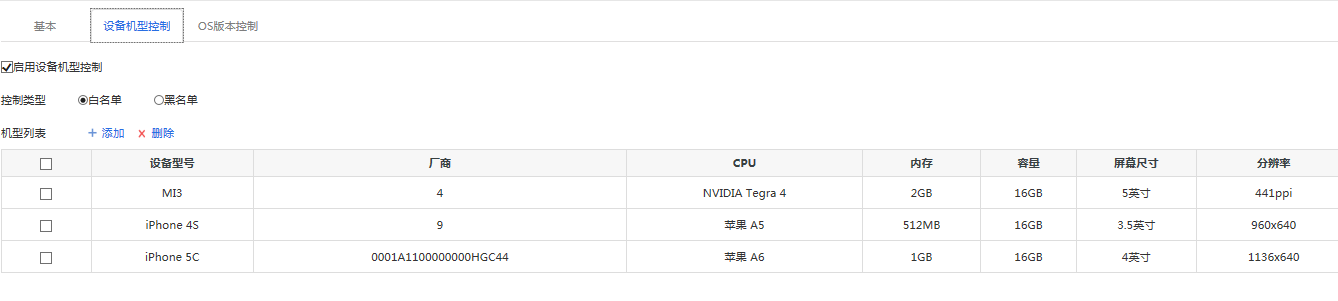 基本 设备机型控制 OS版本控制
启用设备机型控制
控制类型 白名单 黑名单
机型列表 + 添加 x 删除
设备型号 厂商 CPU 内存 容量 屏幕尺寸 分辨率
MI3 4 NVIDIA Tegra 4 2GB 16GB 5英寸 441ppi
iPhone 4S 9 苹果 A5 512MB 16GB 3.5英寸 960x640
iPhone 5C 0001A1100000000HGC44 苹果 A6 1GB 16GB 4英寸 1136x640